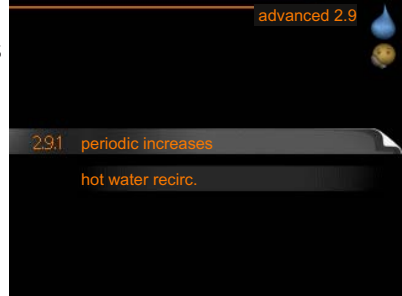 advanced 2.9
2.9.1 periodic increases
hot water recirc.